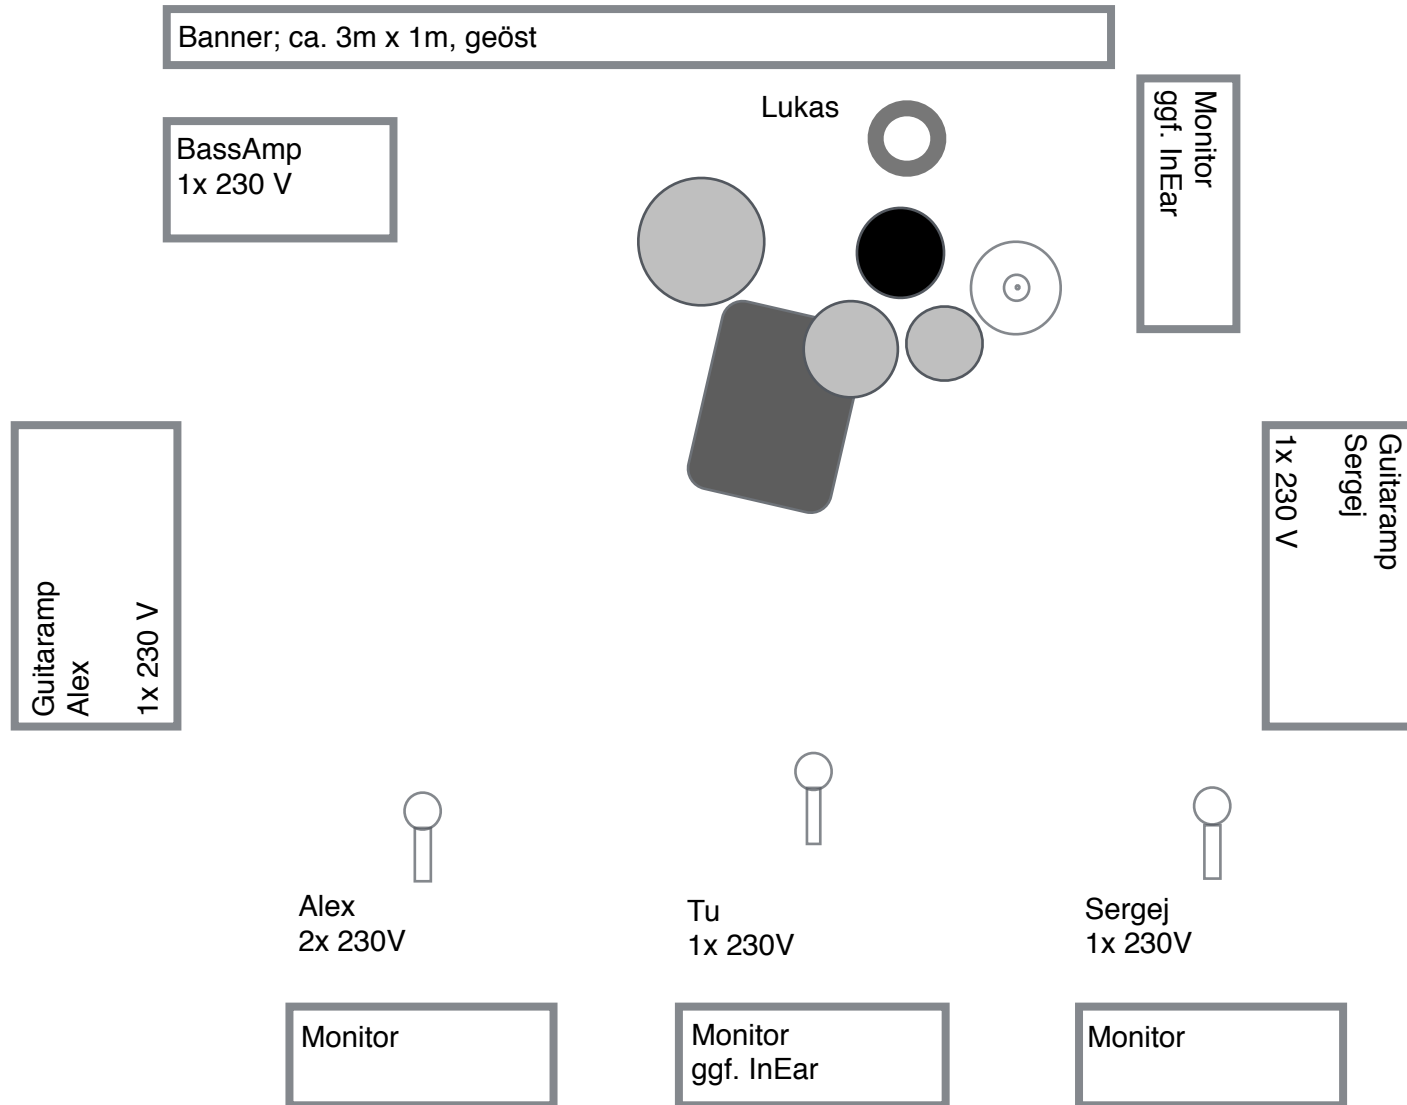 Banner; ca. 3m x 1m, geöst
Lukas
BassAmp
1x 230 V
Monitor
ggf. InEar
Guitaramp
Alex
1x 230 V
Guitaramp
Sergej
1x 230 V
Alex
2x 230V
Tu
1x 230V
Sergej
1x 230V
Monitor
Monitor
ggf. InEar
Monitor